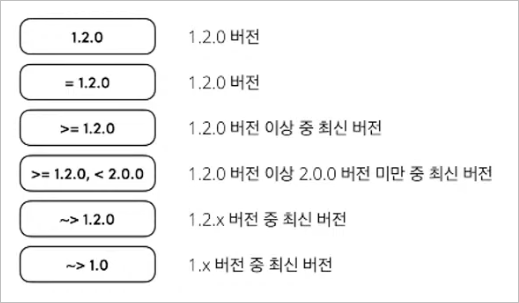 1.2.0 1.2.0 버전
= 1.2.0 1.2.0 버전
>= 1.2.0 1.2.0 버전 이상 중 최신 버전
>= 1.2.0, < 2.0.0 1.2.0 버전 이상 2.0.0 버전 미만 중 최신 버전
~> 1.2.0 1.2.x 버전 중 최신 버전
~> 1.0 1.x 버전 중 최신 버전